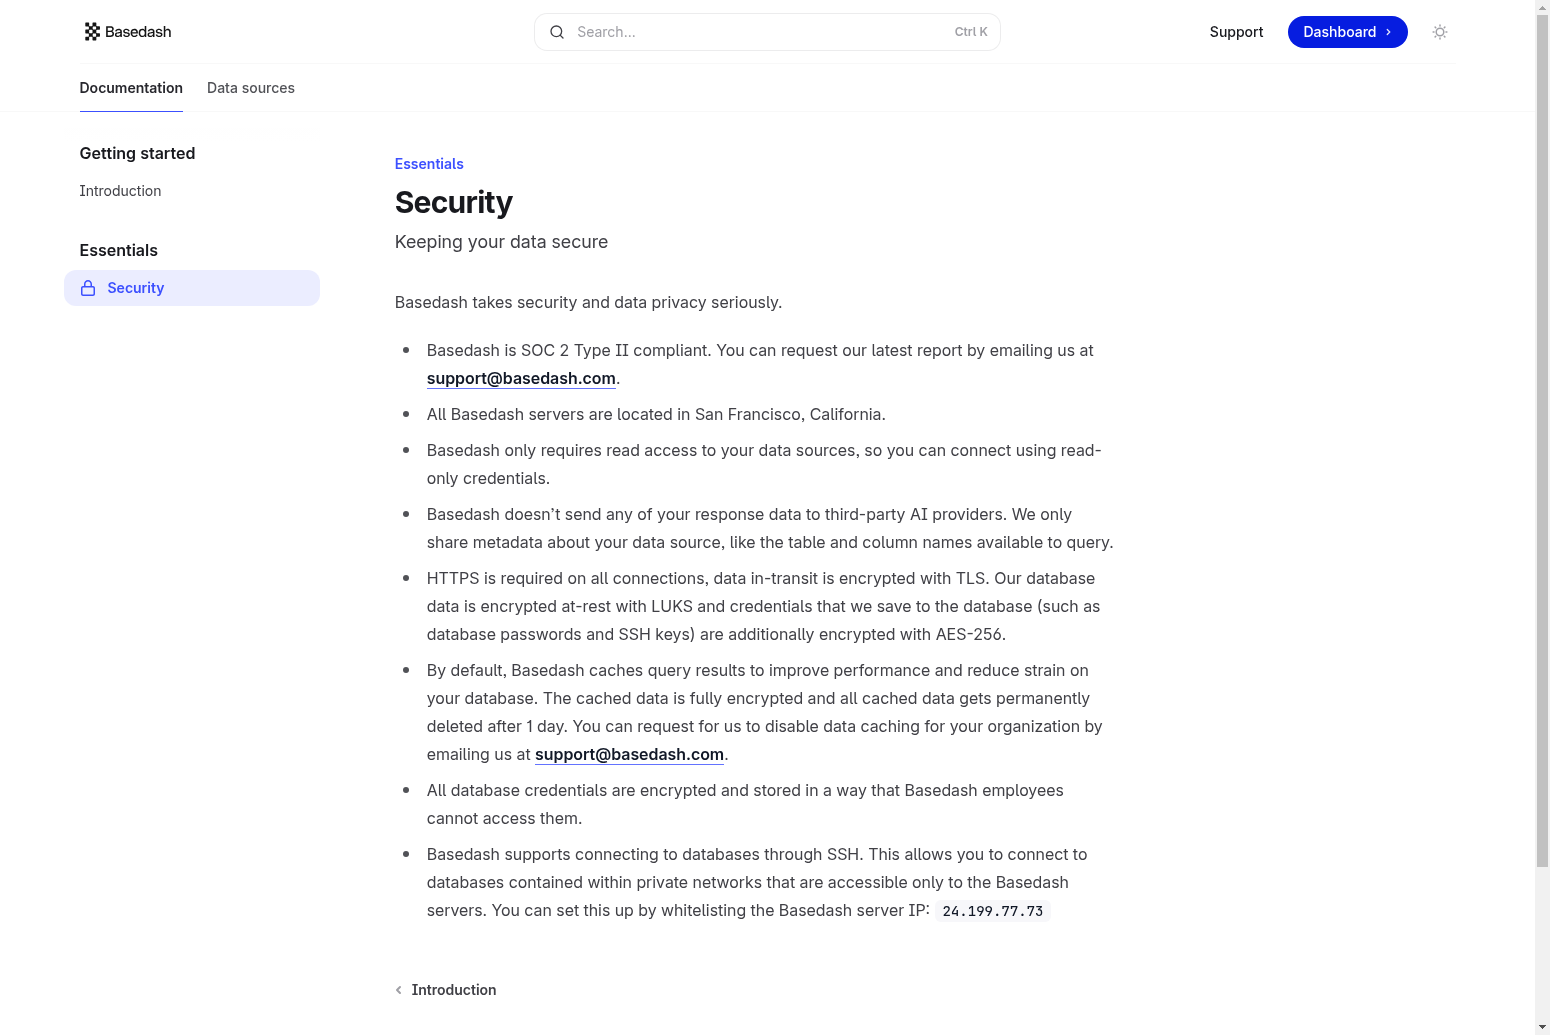 Basedash
Search...
Ctrl K
Support
Dashboard
Documentation
Data sources
Getting started
Introduction
Essentials
Security
Essentials
Security
Keeping your data secure
Basedash takes security and data privacy seriously.
Basedash is SOC 2 Type II compliant. You can request our latest report by emailing us at
support@basedash.com.
All Basedash servers are located in San Francisco, California.
Basedash only requires read access to your data sources, so you can connect using read-
only credentials.
Basedash doesn’t send any of your response data to third-party AI providers. We only
share metadata about your data source, like the table and column names available to query.
HTTPS is required on all connections, data in-transit is encrypted with TLS. Our database
data is encrypted at-rest with LUKS and credentials that we save to the database (such as
database passwords and SSH keys) are additionally encrypted with AES-256.
By default, Basedash caches query results to improve performance and reduce strain on
your database. The cached data is fully encrypted and all cached data gets permanently
deleted after 1 day. You can request for us to disable data caching for your organization by
emailing us at support@basedash.com.
All database credentials are encrypted and stored in a way that Basedash employees
cannot access them.
Basedash supports connecting to databases through SSH. This allows you to connect to
databases contained within private networks that are accessible only to the Basedash
servers. You can set this up by whitelisting the Basedash server IP: 24.199.77.73
Introduction